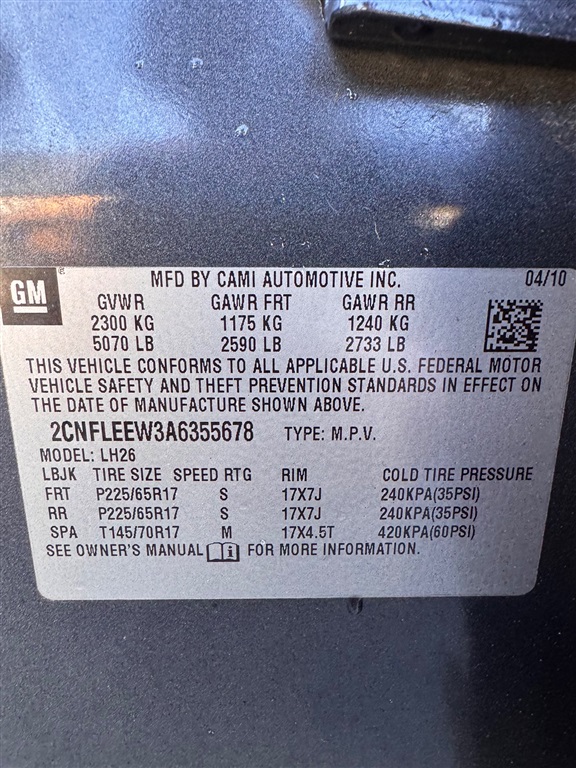 GM ® MFD BY CAMI AUTOMOTIVE INC. 04/10
GVWR GAWR FRT GAWR RR
2300 KG 1175 KG 1240 KG
5070 LB 2590 LB 2733 LB
THIS VEHICLE CONFORMS TO ALL APPLICABLE U.S. FEDERAL MOTOR
VEHICLE SAFETY AND THEFT PREVENTION STANDARDS IN EFFECT ON
THE DATE OF MANUFACTURE SHOWN ABOVE.
2CNFLEEW3A6355678 TYPE: M.P.V.
MODEL: LH26
LBJK TIRE SIZE SPEED RTG RIM COLD TIRE PRESSURE
FRT P225/65R17 S 17X7J 240KPA(35PSI)
RR P225/65R17 S 17X7J 240KPA(35PSI)
SPA T145/70R17 M 17X4.5T 420KPA(60PSI)
SEE OWNER'S MANUAL i FOR MORE INFORMATION.